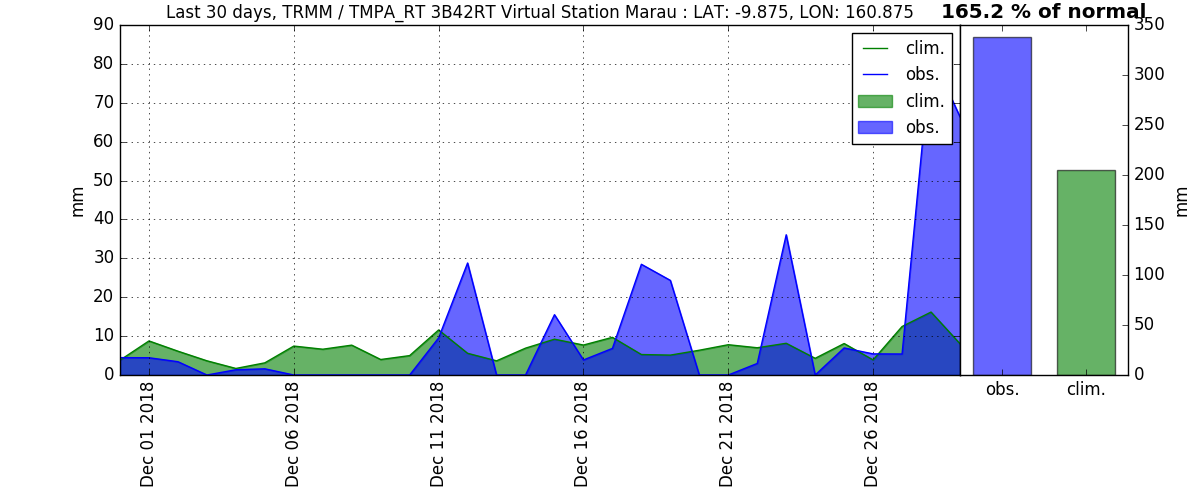 Last 30 days, TRMM / TMPA_RT 3B42RT Virtual Station Marau : LAT: -9.875, LON: 160.875
165.2 % of normal
90
80
70
60
50
40
30
20
10
0
mm
clim.
obs.
clim.
obs.
350
300
250
200
150
100
50
0
mm
Dec 01 2018
Dec 06 2018
Dec 11 2018
Dec 16 2018
Dec 21 2018
Dec 26 2018
obs.
clim.